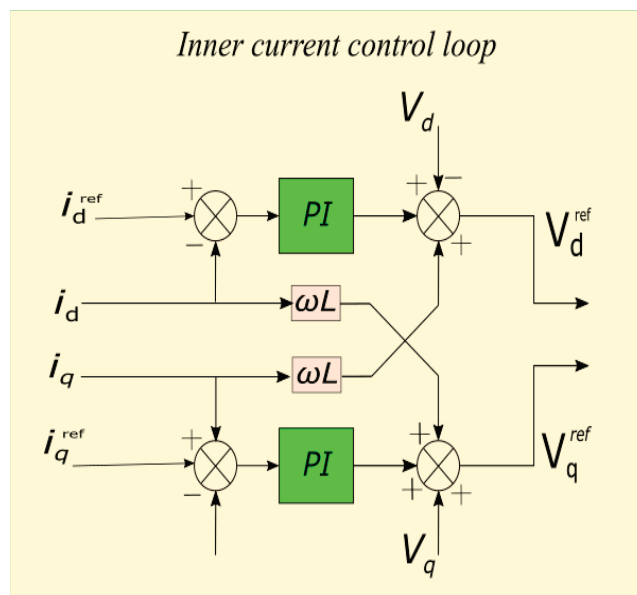 Inner current control loop
V_d
+ −
i_d^ref + PI + V_d^ref
− +
i_d ωL
i_q ωL
i_q^ref + PI + V_q^ref
− + +
V_q